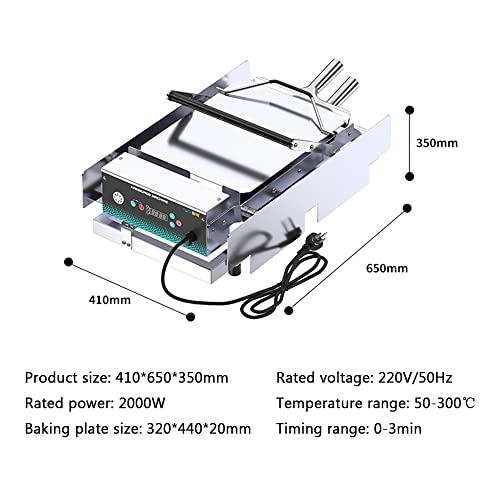 350mm
650mm
410mm
Product size: 410*650*350mm
Rated power: 2000W
Baking plate size: 320*440*20mm
Rated voltage: 220V/50Hz
Temperature range: 50-300℃
Timing range: 0-3min